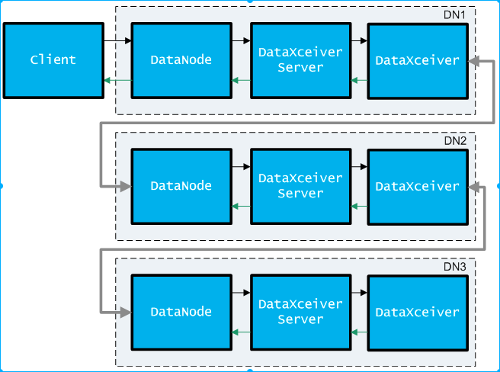 DN1
Client
DataNode
DataXceiver
Server
DataXceiver
DN2
DataNode
DataXceiver
Server
DataXceiver
DN3
DataNode
DataXceiver
Server
DataXceiver